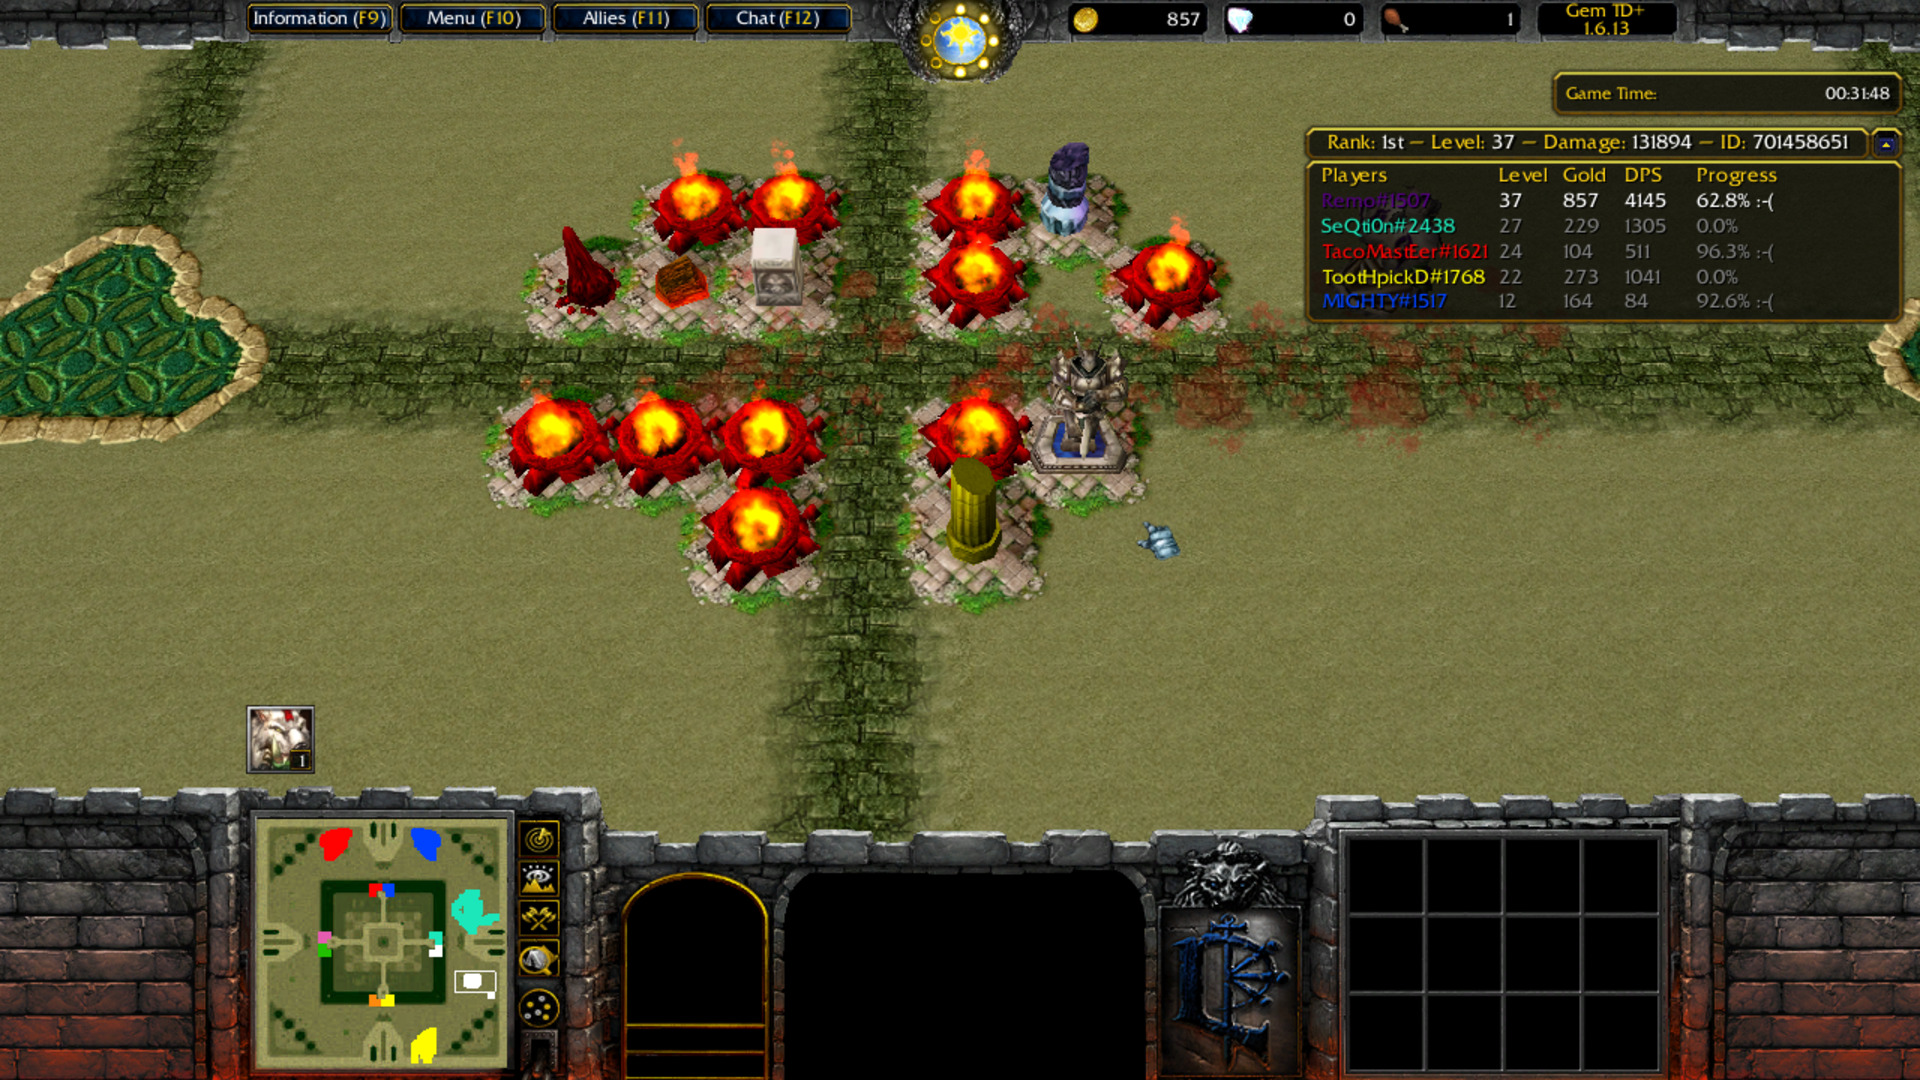 Information (F9) Menu (F10) Allies (F11) Chat (F12) 857 0 1 Gem TD+
1.6.13
Game Time: 00:31:48
Rank: 1st — Level: 37 — Damage: 131894 — ID: 701458651
Players Level Gold DPS Progress
Remo#1507 37 857 4145 62.8% :-(
SeQti0n#2438 27 229 1305 0.0%
TacoMastEer#1621 24 104 511 96.3% :-(
TootHpickD#1768 22 273 1041 0.0%
MIGHTY#1517 12 164 84 92.6% :-(
1